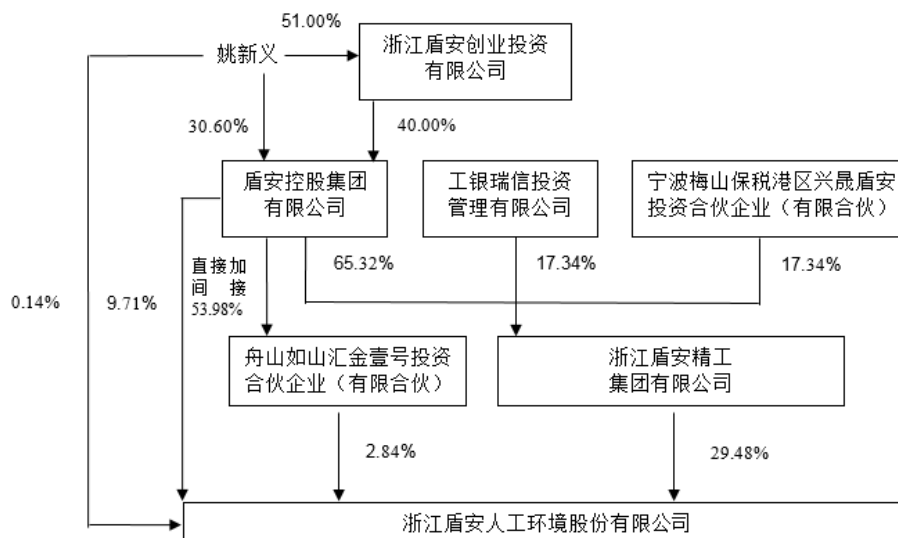 51.00%
姚新义
浙江盾安创业投资
有限公司
30.60%
40.00%
盾安控股集团
有限公司
工银瑞信投资
管理有限公司
宁波梅山保税港区兴晟盾安
投资合伙企业（有限合伙）
直接加
间 接
53.98%
65.32%
17.34%
17.34%
0.14%
9.71%
舟山如山汇金壹号投资
合伙企业（有限合伙）
浙江盾安精工
集团有限公司
2.84%
29.48%
浙江盾安人工环境股份有限公司